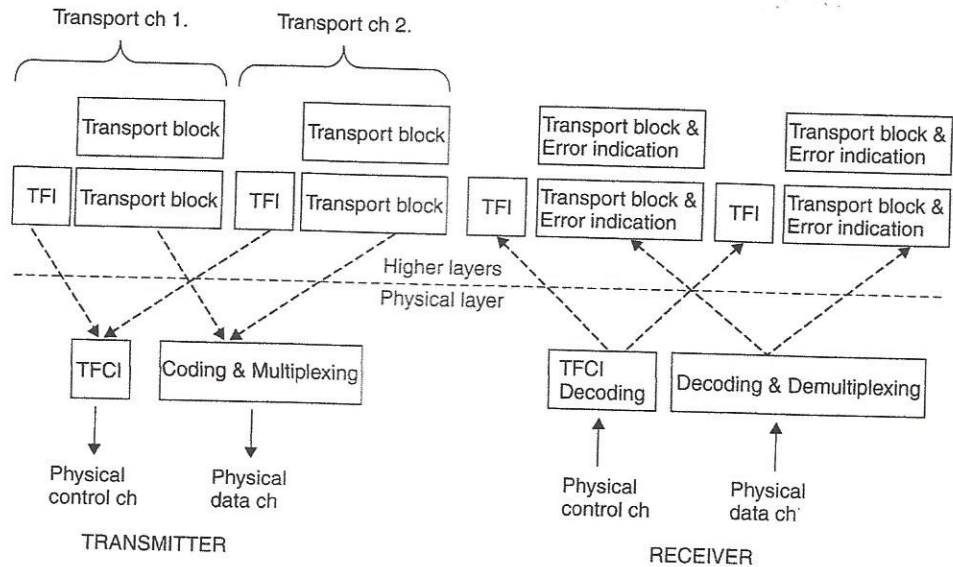 Transport ch 1.
Transport ch 2.
Transport block
Transport block
Transport block &
Error indication
Transport block &
Error indication
TFI
Transport block
TFI
Transport block
TFI
Transport block &
Error indication
TFI
Transport block &
Error indication
Higher layers
Physical layer
TFCI
Coding & Multiplexing
TFCI
Decoding
Decoding & Demultiplexing
Physical
control ch
Physical
data ch
Physical
control ch
Physical
data ch
TRANSMITTER
RECEIVER